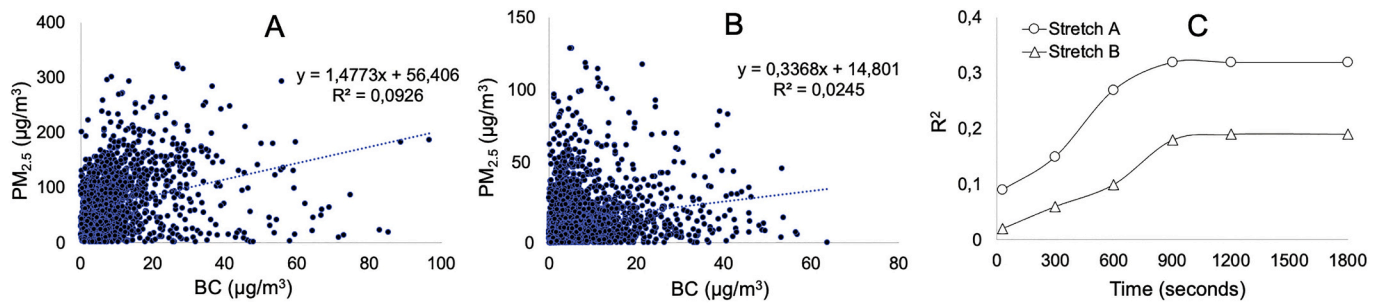 A
400
300
200
100
0
PM2.5 (µg/m³)
y = 1,4773x + 56,406
R² = 0,0926
0 20 40 60 80 100
BC (µg/m³)
B
150
100
50
0
PM2.5 (µg/m³)
y = 0,3368x + 14,801
R² = 0,0245
0 20 40 60 80
BC (µg/m³)
C
0,4
0,3
0,2
0,1
0
R²
Stretch A
Stretch B
0 300 600 900 1200 1500 1800
Time (seconds)